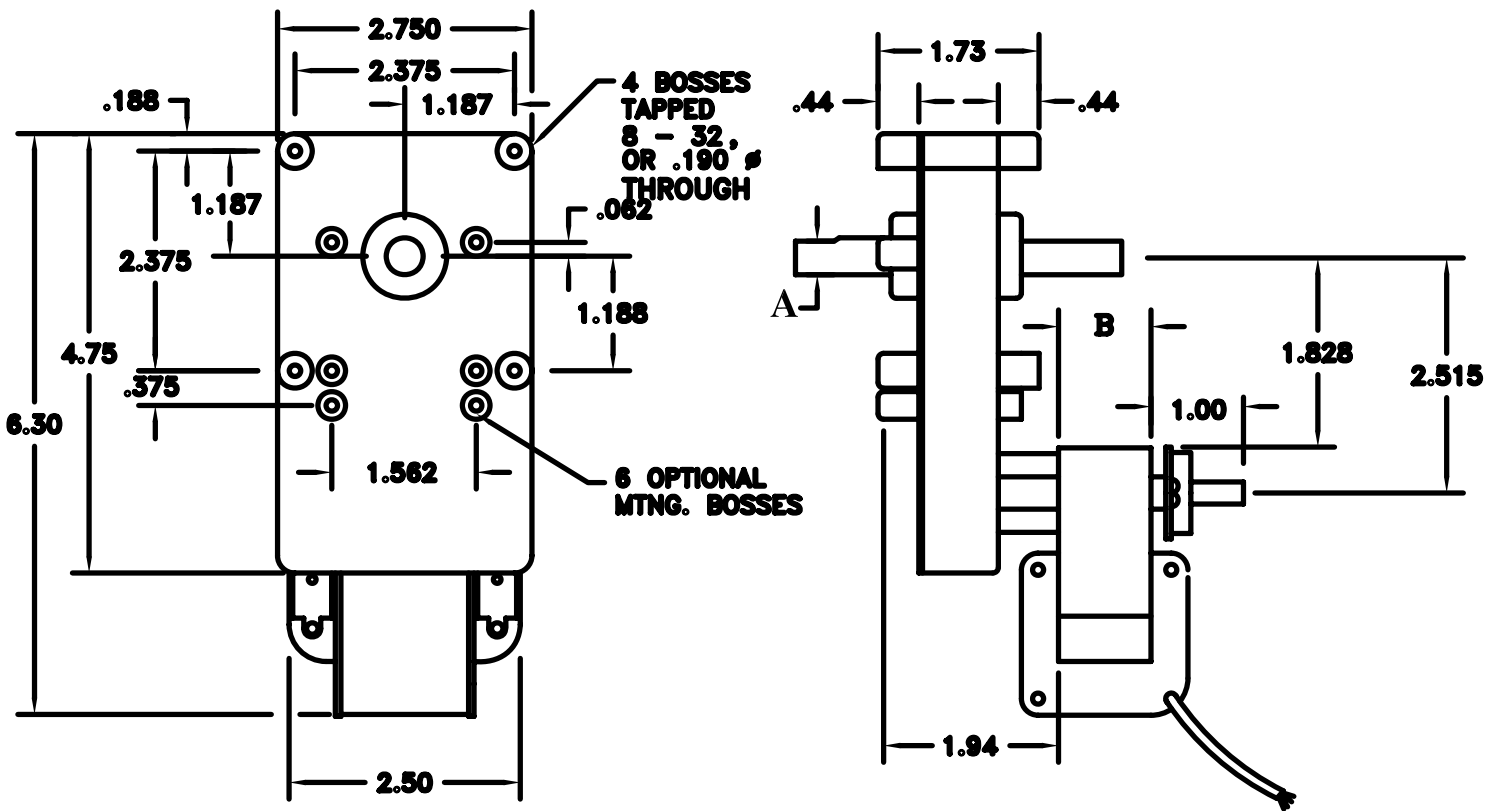 2.750
2.375
1.187
.188
4 BOSSES
TAPPED
8 - 32,
OR .190 ø
THROUGH
1.187
.062
2.375
1.188
4.75
.375
6.30
1.562
6 OPTIONAL
MTNG. BOSSES
2.50
1.73
.44
.44
A
B
1.828
2.515
1.00
1.94